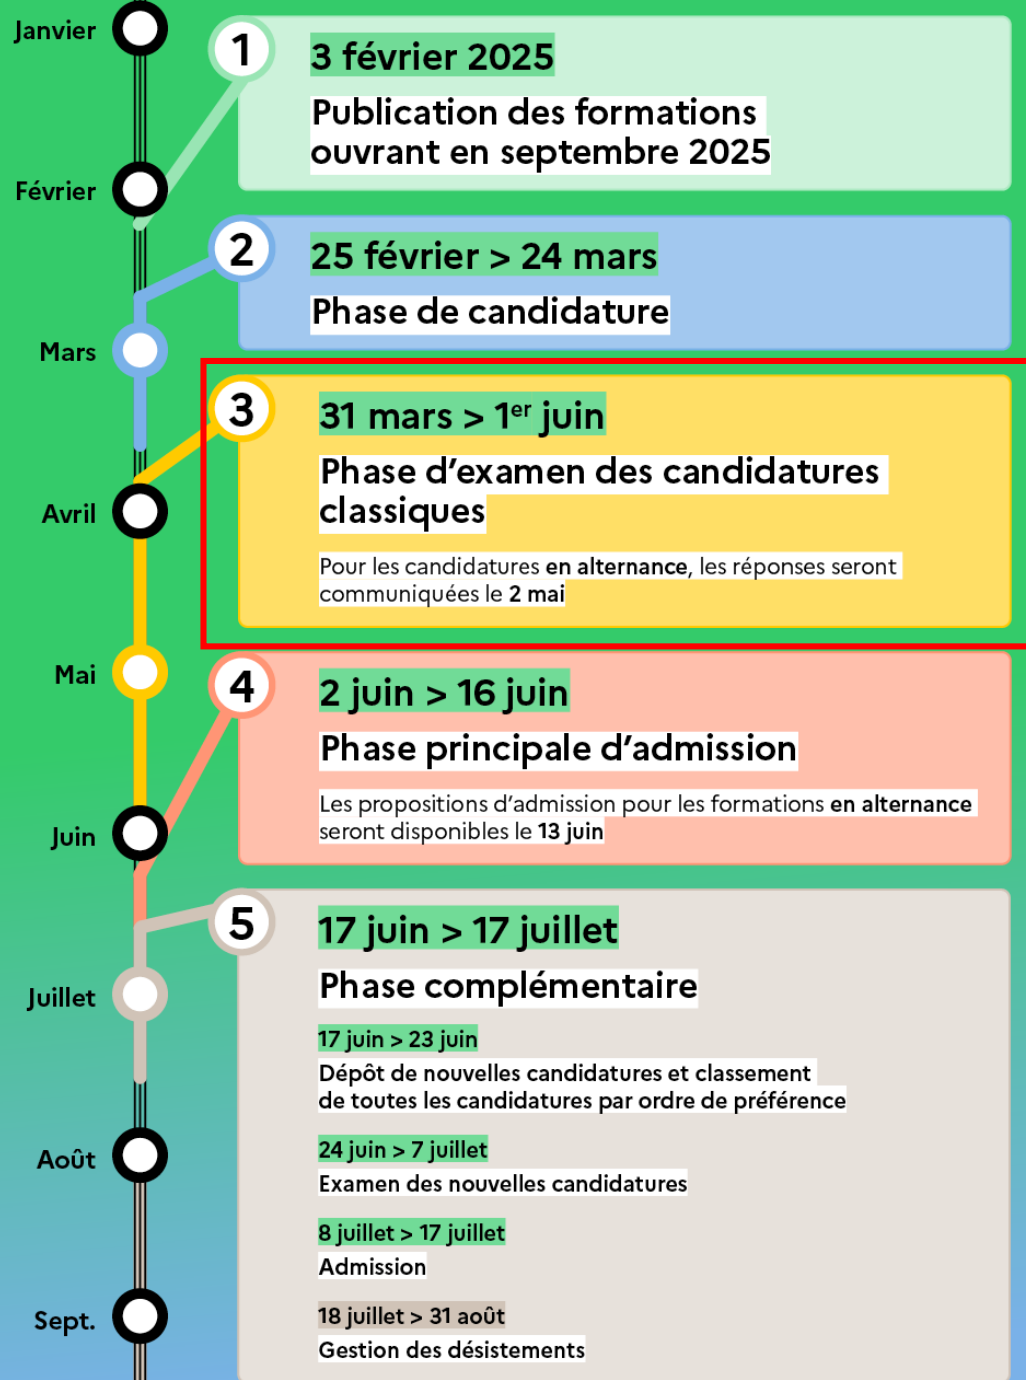 Janvier
1
3 février 2025
Publication des formations
ouvrant en septembre 2025
Février
2
25 février > 24 mars
Phase de candidature
Mars
3
31 mars > 1er juin
Phase d’examen des candidatures
classiques
Avril
Pour les candidatures en alternance, les réponses seront
communiquées le 2 mai
Mai
4
2 juin > 16 juin
Phase principale d’admission
Les propositions d’admission pour les formations en alternance
seront disponibles le 13 juin
Juin
5
17 juin > 17 juillet
Phase complémentaire
Juillet
17 juin > 23 juin
Dépôt de nouvelles candidatures et classement
de toutes les candidatures par ordre de préférence
Août
24 juin > 7 juillet
Examen des nouvelles candidatures
8 juillet > 17 juillet
Admission
Sept.
18 juillet > 31 août
Gestion des désistements